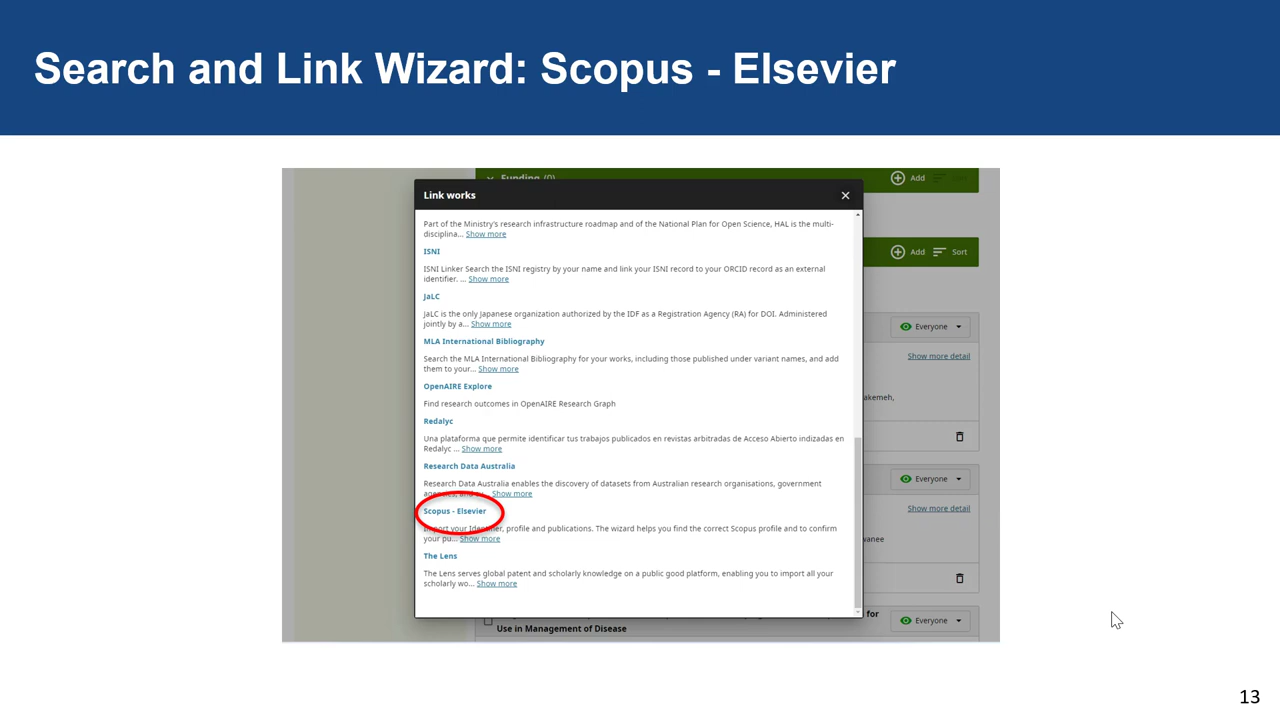 Search and Link Wizard: Scopus - Elsevier
Funding (0)
Add
Link works
Part of the Ministry's research infrastructure roadmap and of the National Plan for Open Science, HAL is the multi-
disciplina... Show more
ISNI
Add Sort
ISNI Linker Search the ISNI registry by your name and link your ISNI record to your ORCID record as an external
identifier. ... Show more
JaLC
JaLC is the only Japanese organization authorized by the IDF as a Registration Agency (RA) for DOI. Administered
jointly by a... Show more
Everyone
MLA International Bibliography
Show more detail
Search the MLA International Bibliography for your works, including those published under variant names, and add
them to your... Show more
OpenAIRE Explore
akemeh,
Find research outcomes in OpenAIRE Research Graph
Redalyc
Una plataforma que permite identificar tus trabajos publicados en revistas arbitradas de Acceso Abierto indizadas en
Redalyc ... Show more
Research Data Australia
Everyone
Research Data Australia enables the discovery of datasets from Australian research organisations, government
agencies, and ... Show more
Scopus - Elsevier
Show more detail
Import your Identifier, profile and publications. The wizard helps you find the correct Scopus profile and to confirm
your pu... Show more
wanee
The Lens
The Lens serves global patent and scholarly knowledge on a public good platform, enabling you to import all your
scholarly wo... Show more
for
Everyone
Use in Management of Disease
13